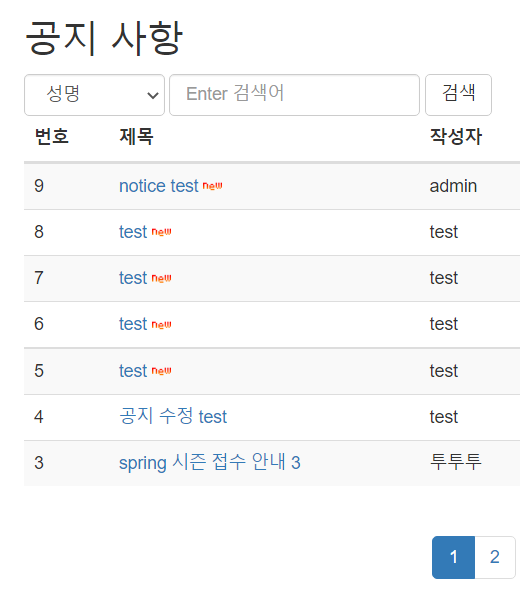 공지 사항
성명 Enter 검색어 검색
번호 제목 작성자
9 notice test new admin
8 test new test
7 test new test
6 test new test
5 test new test
4 공지 수정 test test
3 spring 시즌 접수 안내 3 투투투
1 2